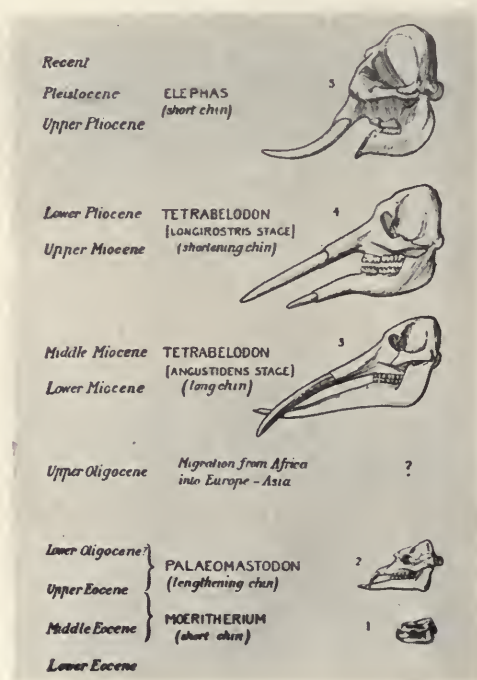 Recent
Pleistocene ELEPHAS 5
Upper Pliocene (short chin)
Lower Pliocene TETRABELODON 4
[LONGIROSTRIS STAGE]
Upper Miocene (shortening chin)
Middle Miocene TETRABELODON 3
[ANGUSTIDENS STAGE]
Lower Miocene (long chin)
Upper Oligocene Migration from Africa ?
into Europe - Asia
Lower Oligocene? 2
PALAEOMASTODON
Upper Eocene (lengthening chin)
MOERITHERIUM
Middle Eocene (short chin) 1
Lower Eocene